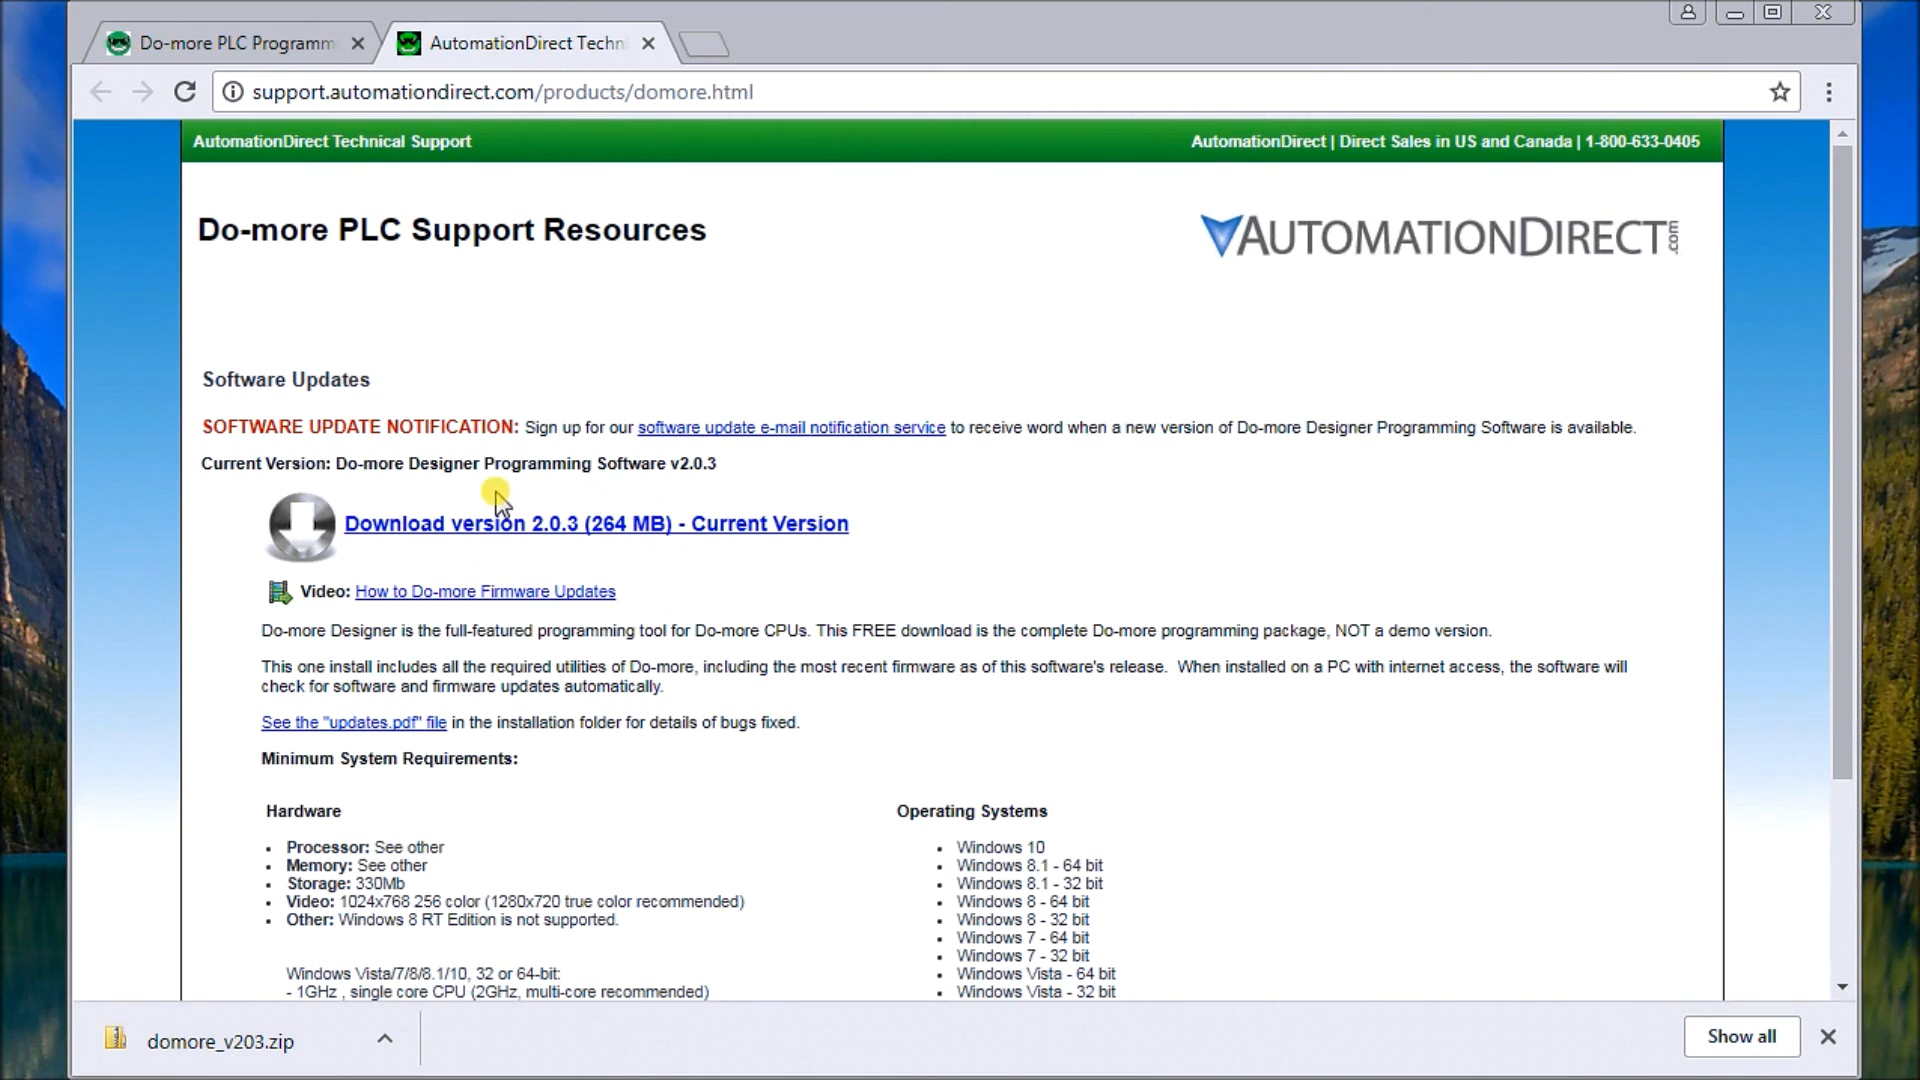 Do-more PLC Programm
AutomationDirect Techni
support.automationdirect.com/products/domore.html
AutomationDirect Technical Support
AutomationDirect | Direct Sales in US and Canada | 1-800-633-0405
Do-more PLC Support Resources
AUTOMATIONDIRECT.com
Software Updates
SOFTWARE UPDATE NOTIFICATION: Sign up for our software update e-mail notification service to receive word when a new version of Do-more Designer Programming Software is available.
Current Version: Do-more Designer Programming Software v2.0.3
Download version 2.0.3 (264 MB) - Current Version
Video: How to Do-more Firmware Updates
Do-more Designer is the full-featured programming tool for Do-more CPUs. This FREE download is the complete Do-more programming package, NOT a demo version.
This one install includes all the required utilities of Do-more, including the most recent firmware as of this software's release. When installed on a PC with internet access, the software will
check for software and firmware updates automatically.
See the "updates.pdf" file in the installation folder for details of bugs fixed.
Minimum System Requirements:
Hardware
• Processor: See other
• Memory: See other
• Storage: 330Mb
• Video: 1024x768 256 color (1280x720 true color recommended)
• Other: Windows 8 RT Edition is not supported.
Windows Vista/7/8/8.1/10, 32 or 64-bit:
- 1GHz , single core CPU (2GHz, multi-core recommended)
Operating Systems
• Windows 10
• Windows 8.1 - 64 bit
• Windows 8.1 - 32 bit
• Windows 8 - 64 bit
• Windows 8 - 32 bit
• Windows 7 - 64 bit
• Windows 7 - 32 bit
• Windows Vista - 64 bit
• Windows Vista - 32 bit
domore_v203.zip
Show all